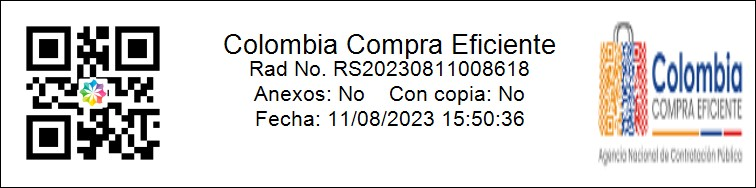 Colombia Compra Eficiente
Rad No. RS20230811008618
Anexos: No    Con copia: No
Fecha: 11/08/2023 15:50:36
Colombia
COMPRA EFICIENTE
Agencia Nacional de Contratación Pública